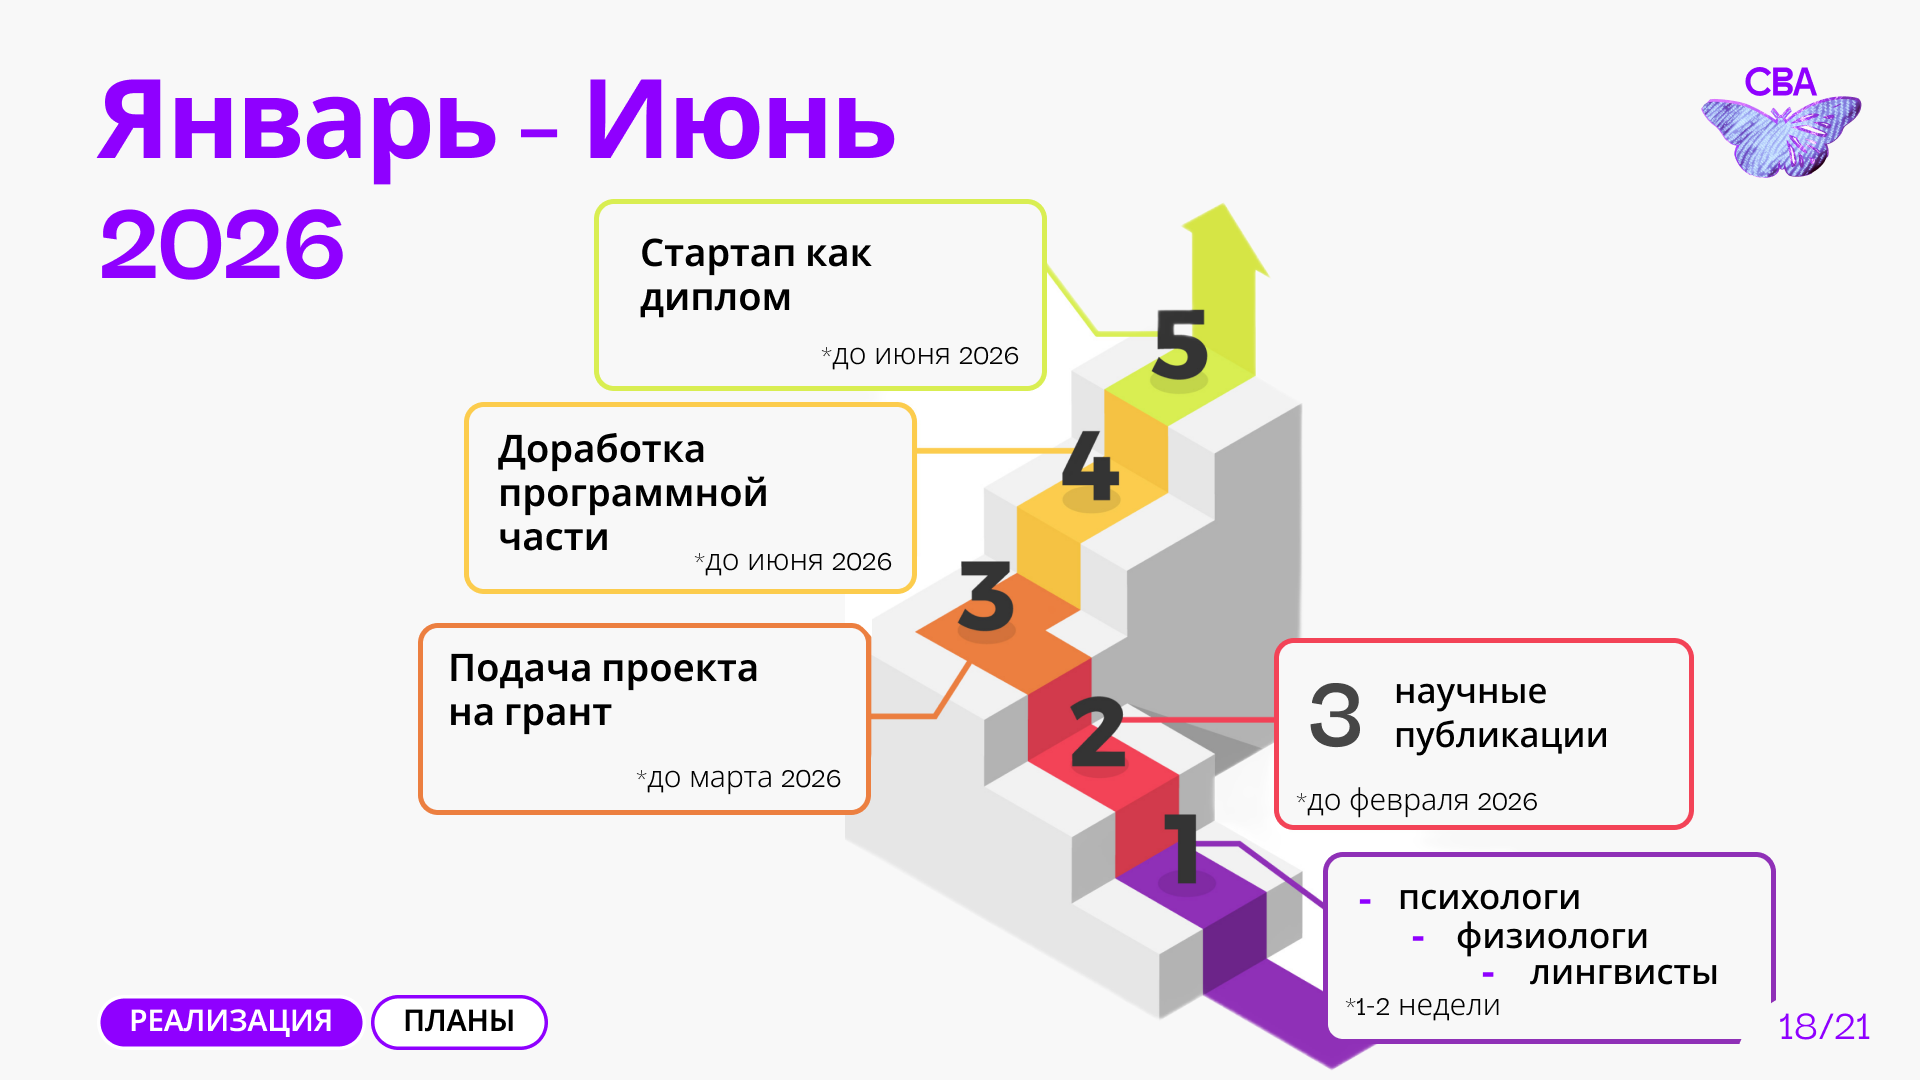 Январь – Июнь
2026
СВА
Стартап как
диплом
*до июня 2026
5
Доработка
программной
части
*до июня 2026
4
3
Подача проекта
на грант
*до марта 2026
2
3 научные
публикации
*до февраля 2026
1
- психологи
- физиологи
- лингвисты
*1-2 недели
РЕАЛИЗАЦИЯ
ПЛАНЫ
18/21